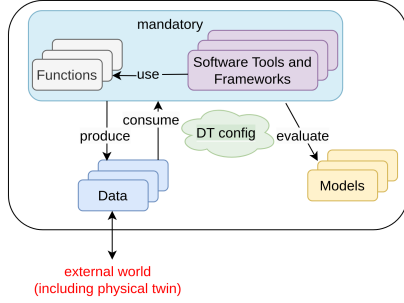 mandatory
Functions
use
Software Tools and
Frameworks
produce
consume
DT config
evaluate
Data
Models
external world
(including physical twin)